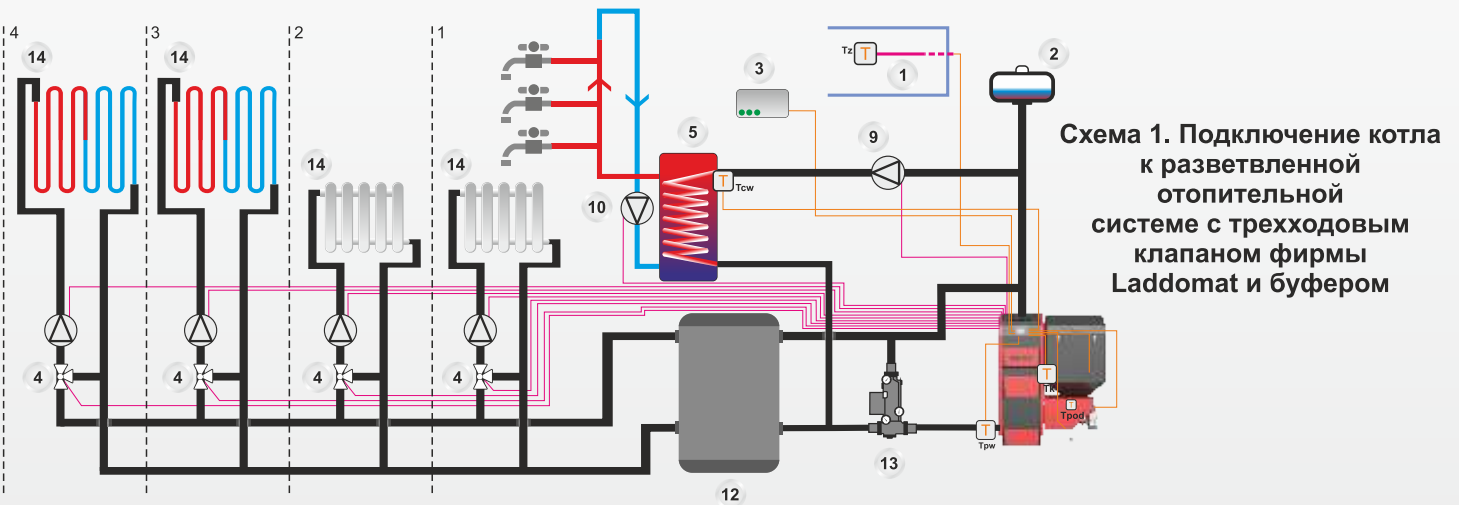 4
3
2
1
14
14
14
14
3
Tz
T
1
2
5
9
10
T
Tcw
Схема 1. Подключение котла
к разветвленной
отопительной
системе с трехходовым
клапаном фирмы
Laddomat и буфером
4
4
4
4
T
Tk
T
Tpod
T
Tpw
13
12